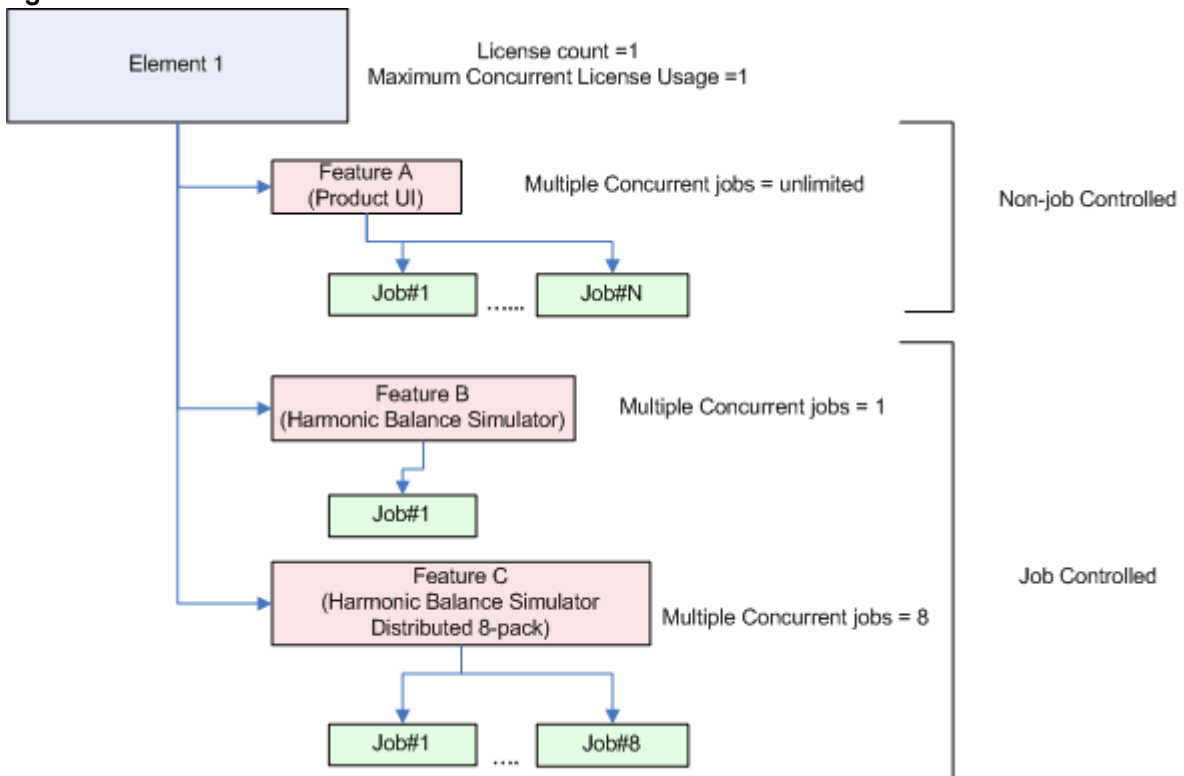 Element 1
License count =1
Maximum Concurrent License Usage =1
Feature A
(Product UI)
Multiple Concurrent jobs = unlimited
Non-job Controlled
Job#1
......
Job#N
Feature B
(Harmonic Balance Simulator)
Multiple Concurrent jobs = 1
Job#1
Feature C
(Harmonic Balance Simulator
Distributed 8-pack)
Multiple Concurrent jobs = 8
Job Controlled
Job#1
....
Job#8